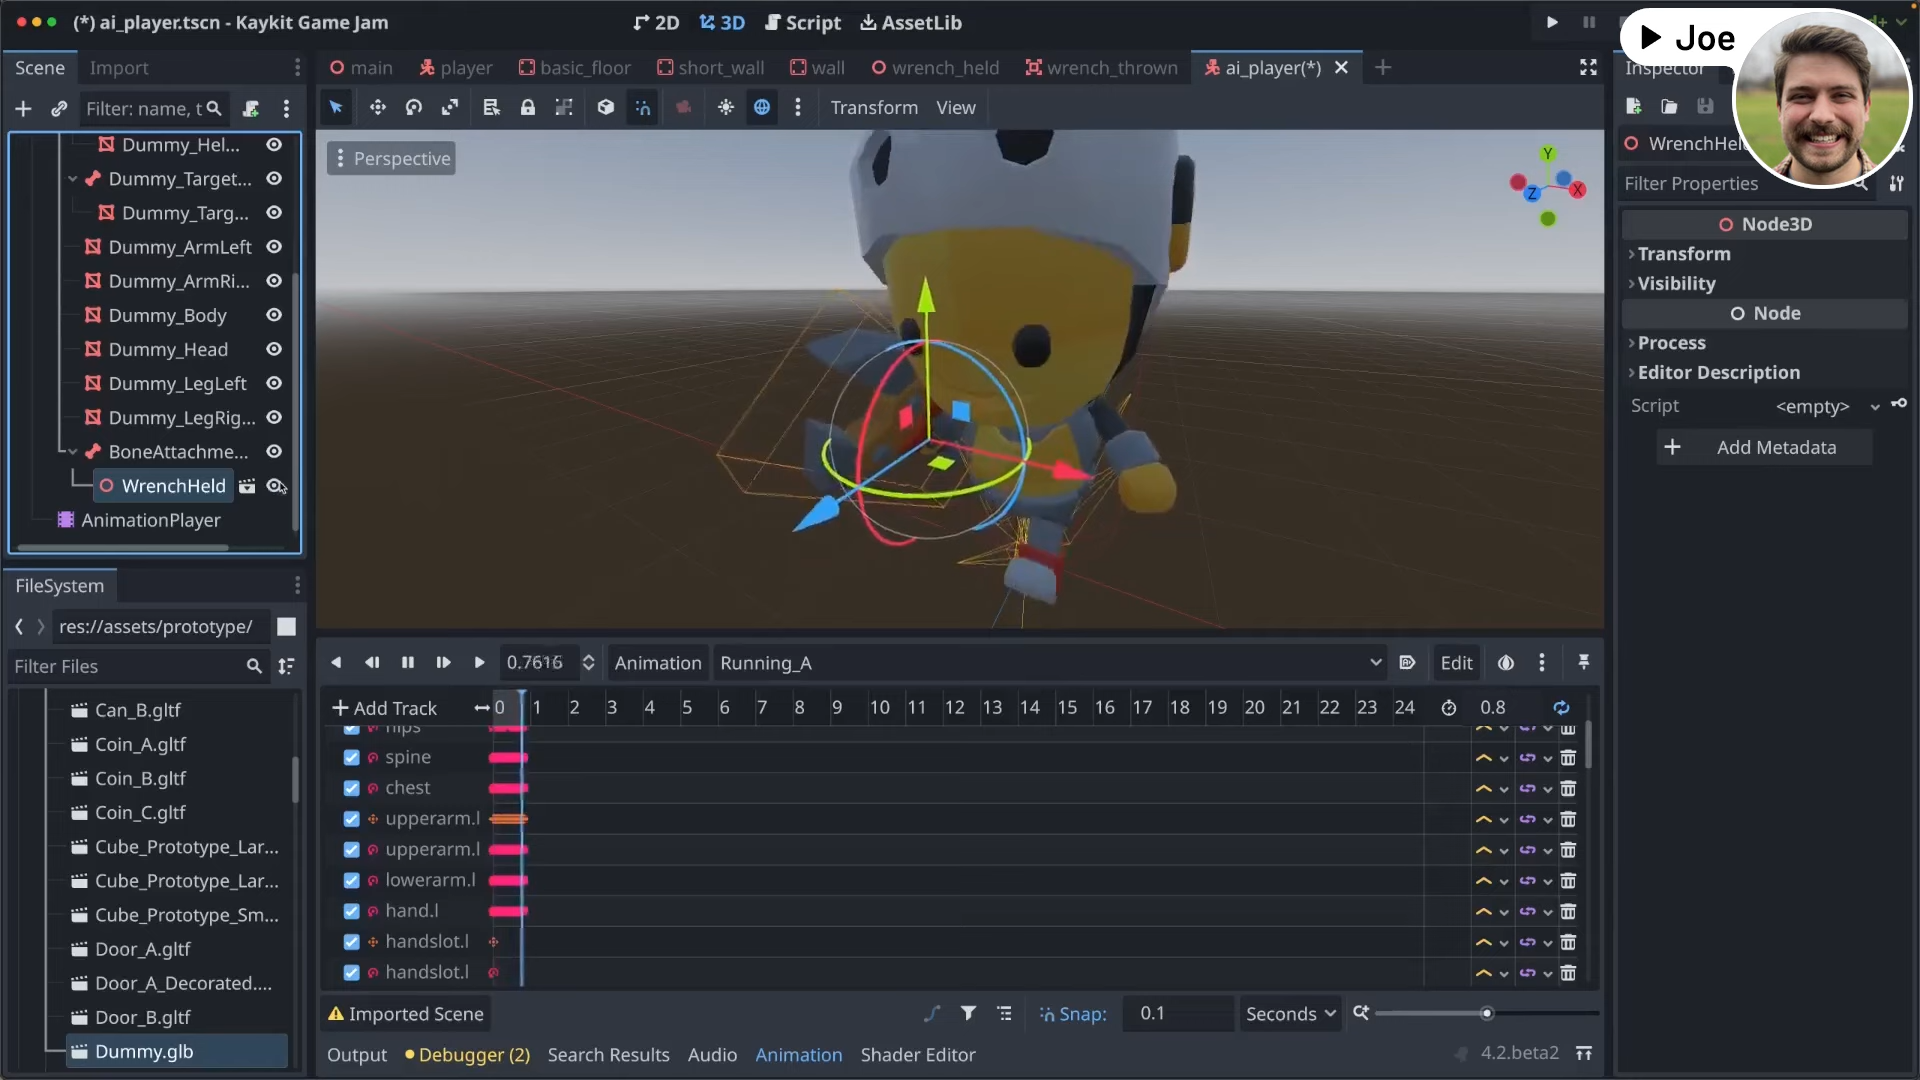 (*) ai_player.tscn - Kaykit Game Jam
2D
3D
Script
AssetLib
Joe
Scene
Import
main
player
basic_floor
short_wall
wall
wrench_held
wrench_thrown
ai_player(*)
Inspector
Filter: name, t
Transform
View
Dummy_Hel...
Dummy_Target...
Dummy_Targ...
Dummy_ArmLeft
Dummy_ArmRi...
Dummy_Body
Dummy_Head
Dummy_LegLeft
Dummy_LegRig...
BoneAttachme...
WrenchHeld
AnimationPlayer
Perspective
Y
X
Z
Filter Properties
Node3D
Transform
Visibility
Node
Process
Editor Description
Script
<empty>
Add Metadata
FileSystem
res://assets/prototype/
Filter Files
Can_B.gltf
Coin_A.gltf
Coin_B.gltf
Coin_C.gltf
Cube_Prototype_Lar...
Cube_Prototype_Lar...
Cube_Prototype_Sm...
Door_A.gltf
Door_A_Decorated....
Door_B.gltf
Dummy.glb
Animation
Running_A
Edit
Add Track
0 1 2 3 4 5 6 7 8 9 10 11 12 13 14 15 16 17 18 19 20 21 22 23 24
0.8
hips
spine
chest
upperarm.l
upperarm.l
lowerarm.l
hand.l
handslot.l
handslot.l
Imported Scene
Snap:
0.1
Seconds
Output
Debugger (2)
Search Results
Audio
Animation
Shader Editor
4.2.beta2